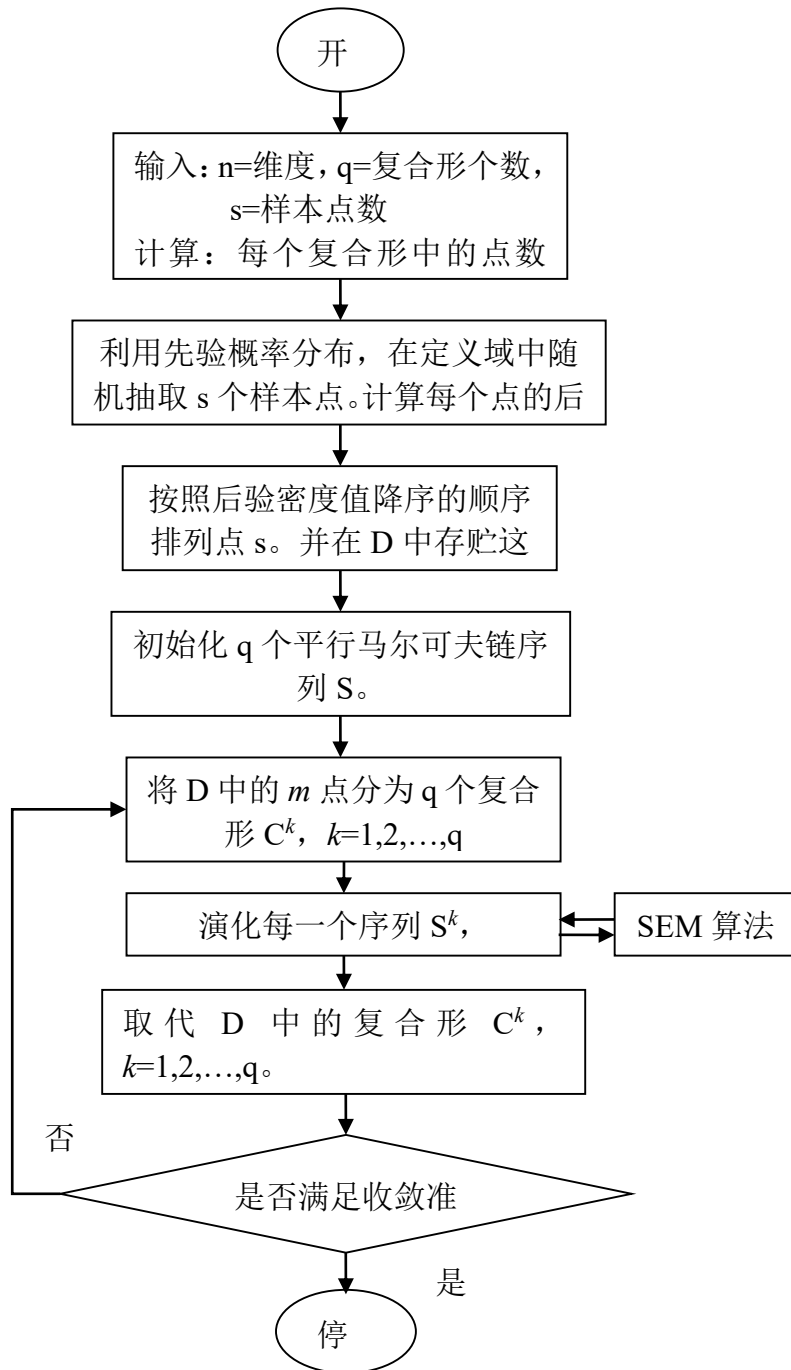 开
输入：n=维度，q=复合形个数，
s=样本点数
计算：每个复合形中的点数
利用先验概率分布，在定义域中随
机抽取 s 个样本点。计算每个点的后
按照后验密度值降序的顺序
排列点 s。并在 D 中存贮这
初始化 q 个平行马尔可夫链序
列 S。
将 D 中的 m 点分为 q 个复合
形 C^k，k=1,2,…,q
演化每一个序列 S^k，
SEM 算法
取代 D 中的复合形 C^k，
k=1,2,…,q。
否
是否满足收敛准
是
停